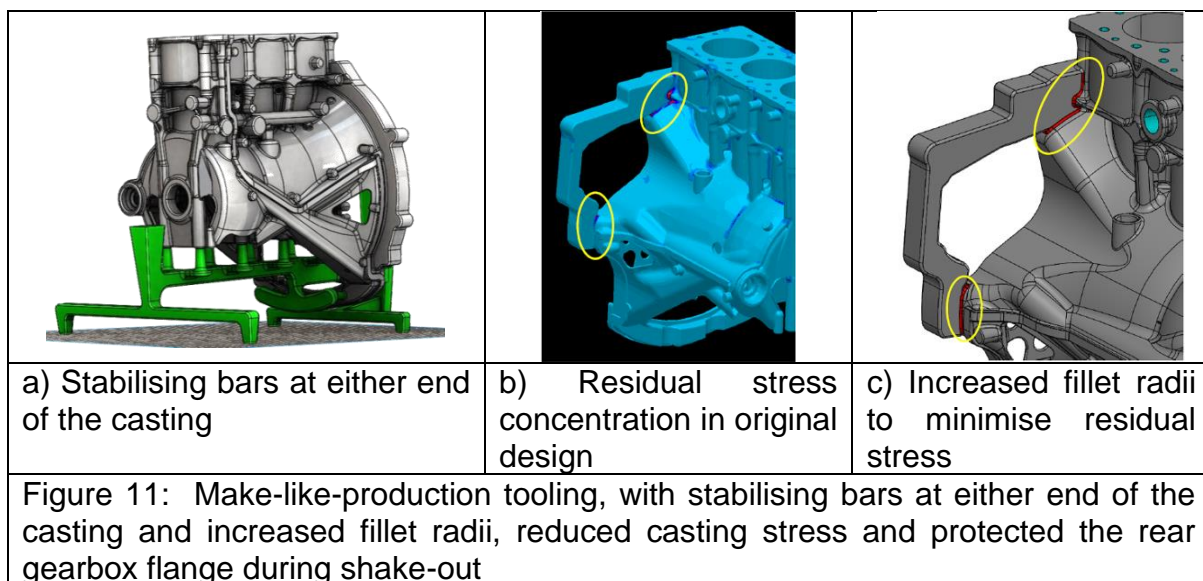 a) Stabilising bars at either end
of the casting
b) Residual stress
concentration in original
design
c) Increased fillet radii
to minimise residual
stress
Figure 11: Make-like-production tooling, with stabilising bars at either end of the
casting and increased fillet radii, reduced casting stress and protected the rear
gearbox flange during shake-out